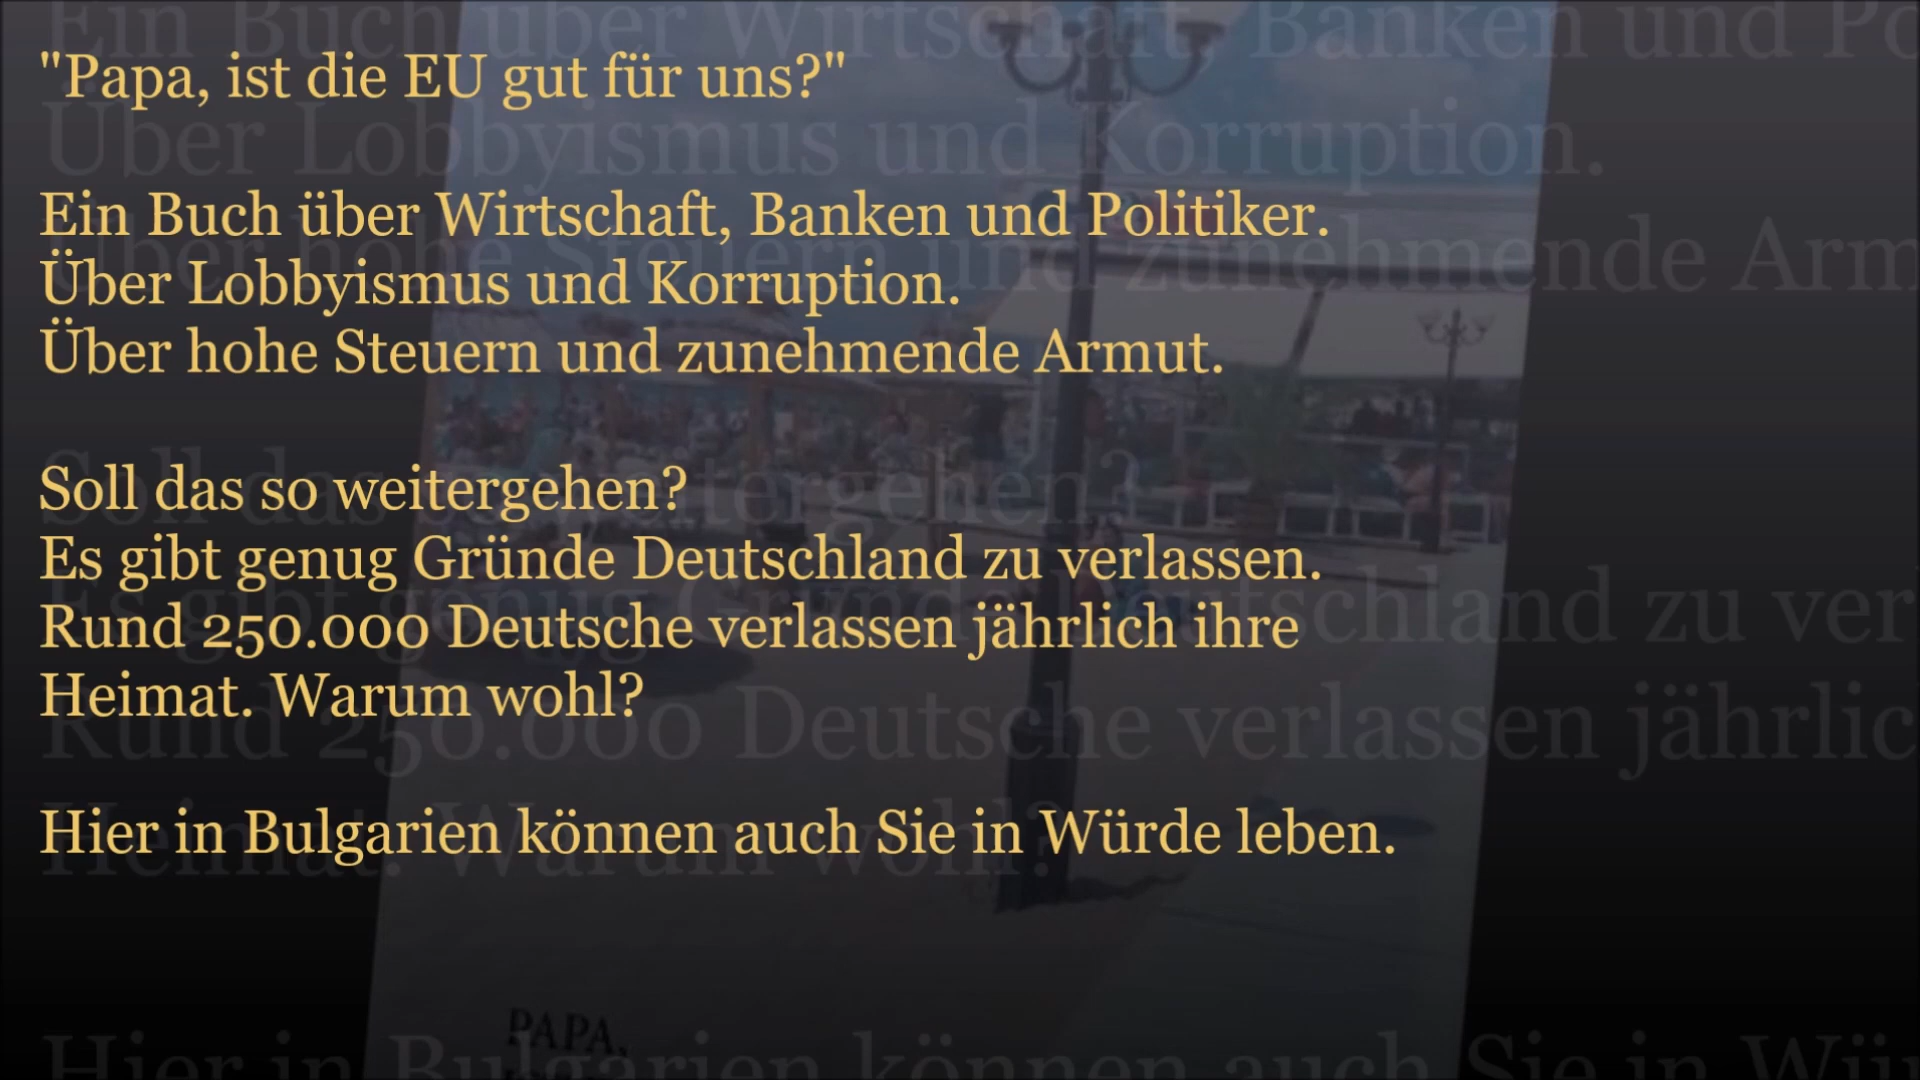 "Papa, ist die EU gut für uns?"
Ein Buch über Wirtschaft, Banken und Politiker.
Über Lobbyismus und Korruption.
Über hohe Steuern und zunehmende Armut.
Soll das so weitergehen?
Es gibt genug Gründe Deutschland zu verlassen.
Rund 250.000 Deutsche verlassen jährlich ihre
Heimat. Warum wohl?
Hier in Bulgarien können auch Sie in Würde leben.
PAPA,